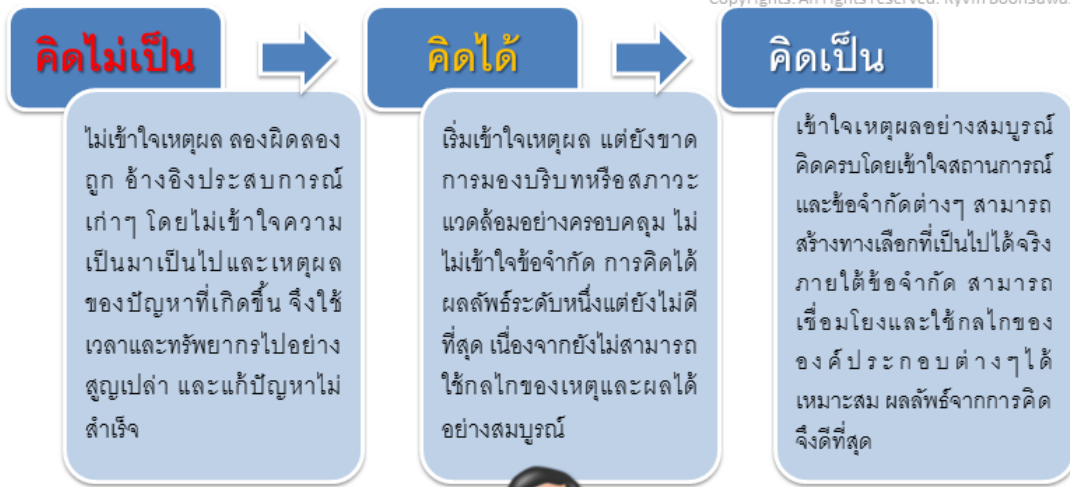 Copyrights. All rights reserved.
คิดไม่เป็น
ไม่เข้าใจเหตุผล ลองผิดลอง
ถูก อ้างอิงประสบการณ์
เก่าๆ โดยไม่เข้าใจความ
เป็นมาเป็นไปและเหตุผล
ของปัญหาที่เกิดขึ้น จึงใช้
เวลาและทรัพยากรไปอย่าง
สูญเปล่า และแก้ปัญหาไม่
สำเร็จ
คิดได้
เริ่มเข้าใจเหตุผล แต่ยังขาด
การมองบริบทหรือสภาวะ
แวดล้อมอย่างครอบคลุม ไม่
ไม่เข้าใจข้อจำกัด การคิดได้
ผลลัพธ์ระดับหนึ่งแต่ยังไม่ดี
ที่สุด เนื่องจากยังไม่สามารถ
ใช้กลไกของเหตุและผลได้
อย่างสมบูรณ์
คิดเป็น
เข้าใจเหตุผลอย่างสมบูรณ์
คิดครบโดยเข้าใจสถานการณ์
และข้อจำกัดต่างๆ สามารถ
สร้างทางเลือกที่เป็นไปได้จริง
ภายใต้ข้อจำกัด สามารถ
เชื่อมโยงและใช้กลไกของ
องค์ประกอบต่างๆได้
เหมาะสม ผลลัพธ์จากการคิด
จึงดีที่สุด